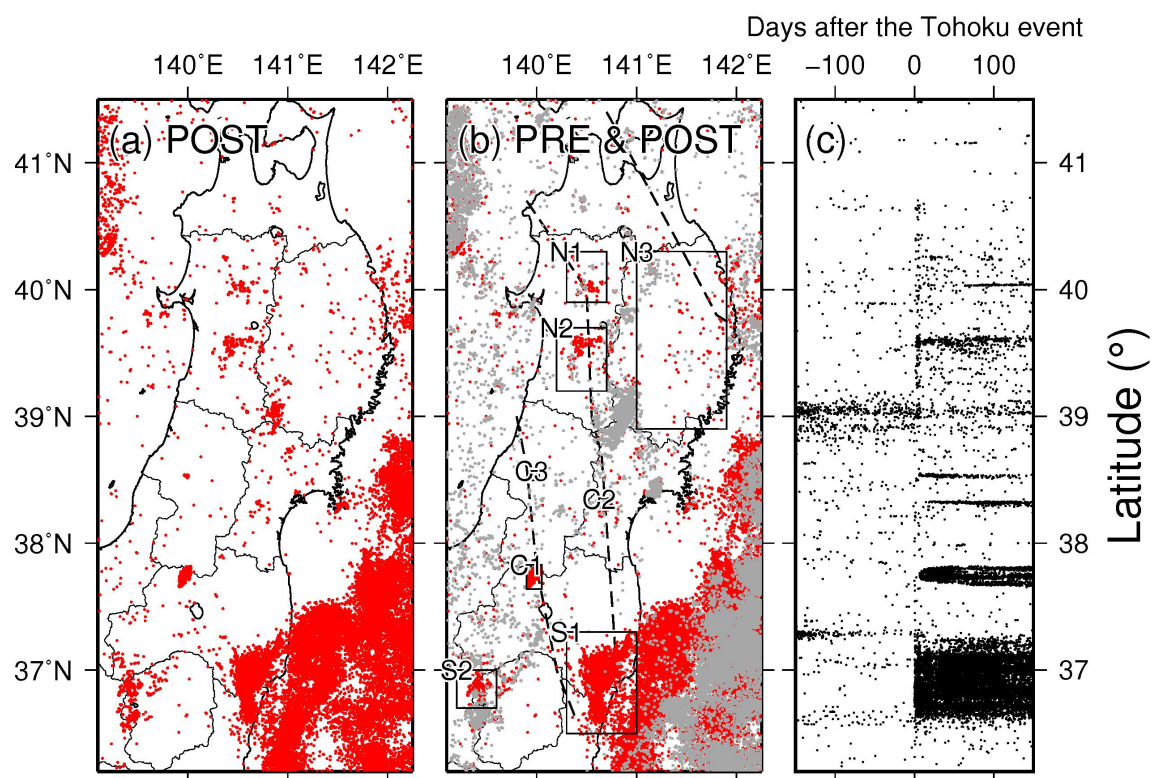 Days after the Tohoku event
140°E 141°E 142°E 140°E 141°E 142°E −100 0 100
(a) POST (b) PRE & POST (c)
41°N 41
N1 N3
40°N 40
N2
39°N 39
C3
C2
Latitude (°)
38°N 38
C1
S1
37°N 37
S2